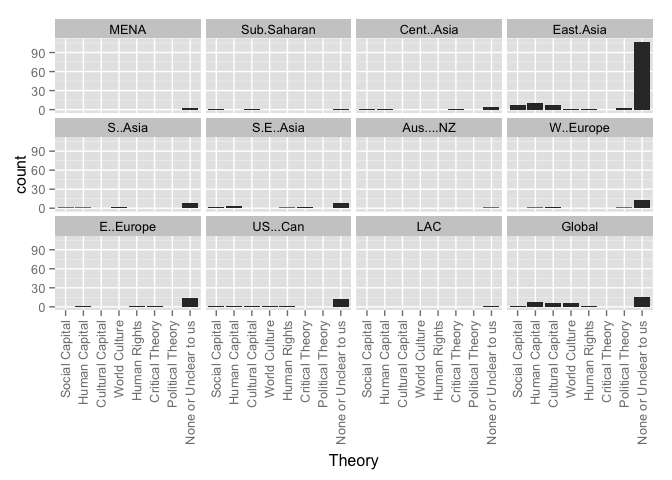 MENA
Sub.Saharan
Cent..Asia
East.Asia
90
60
30
0
S..Asia
S.E..Asia
Aus....NZ
W..Europe
90
60
30
0
count
E..Europe
US...Can
LAC
Global
90
60
30
0
Social Capital
Human Capital
Cultural Capital
World Culture
Human Rights
Critical Theory
Political Theory
None or Unclear to us
Social Capital
Human Capital
Cultural Capital
World Culture
Human Rights
Critical Theory
Political Theory
None or Unclear to us
Social Capital
Human Capital
Cultural Capital
World Culture
Human Rights
Critical Theory
Political Theory
None or Unclear to us
Social Capital
Human Capital
Cultural Capital
World Culture
Human Rights
Critical Theory
Political Theory
None or Unclear to us
Theory